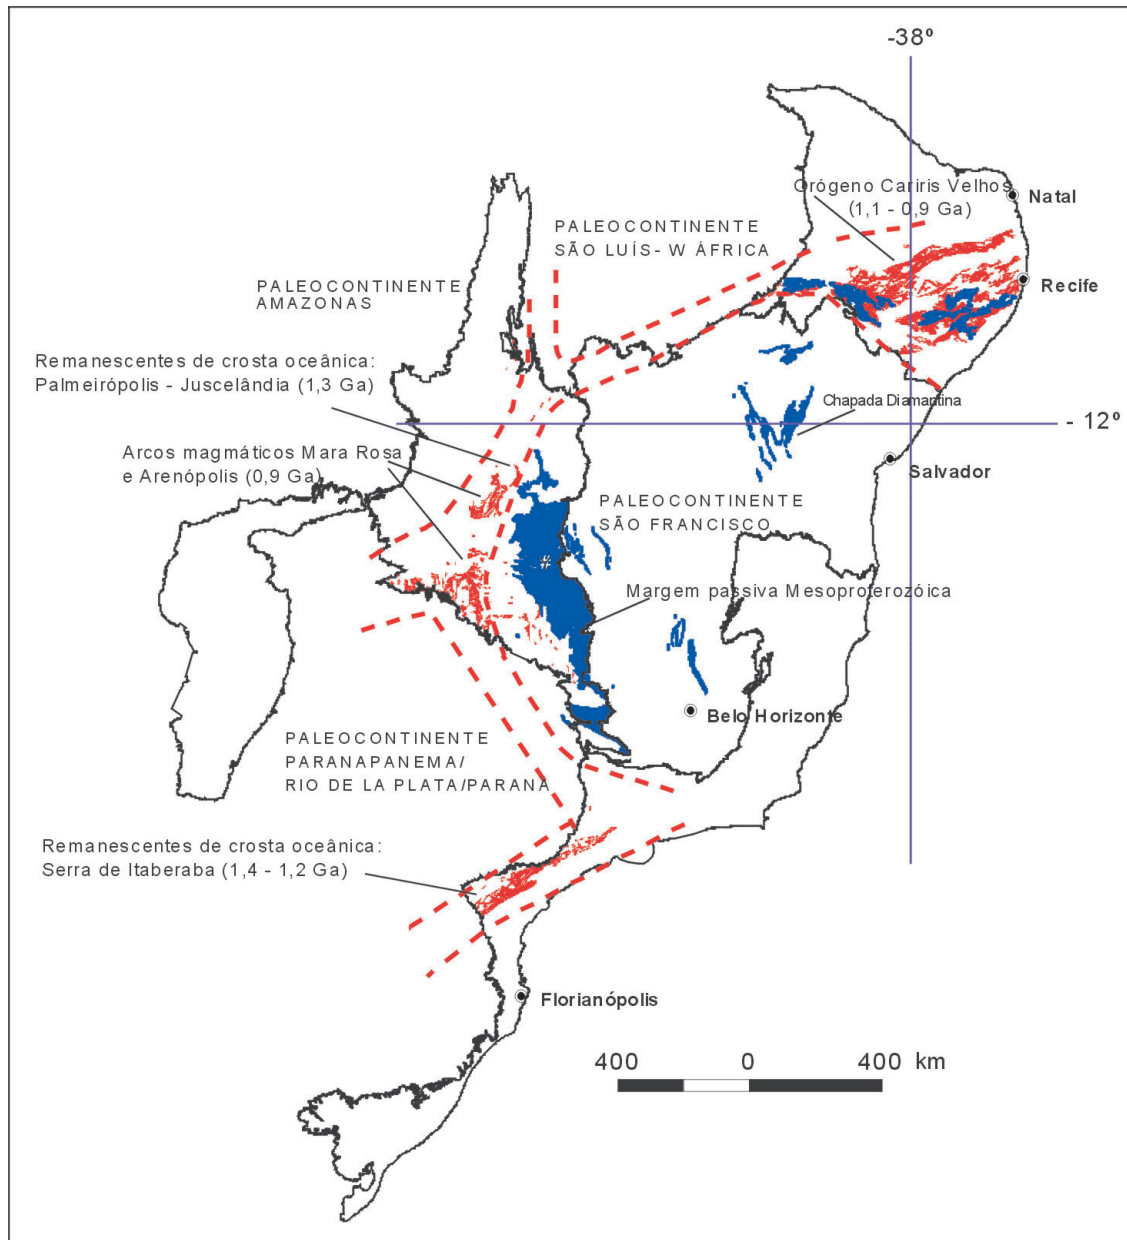 -38º
Orógeno Cariris Velhos
(1,1 - 0,9 Ga)
Natal
PALEOCONTINENTE
SÃO LUÍS- W ÁFRICA
PALEOCONTINENTE
AMAZONAS
Recife
Remanescentes de crosta oceânica:
Palmeirópolis - Juscelândia (1,3 Ga)
Chapada Diamantina
- 12º
Arcos magmáticos Mara Rosa
e Arenópolis (0,9 Ga)
Salvador
PALEOCONTINENTE
SÃO FRANCISCO
#
Margem passiva Mesoproterozóica
Belo Horizonte
PALEOCONTINENTE
PARANAPANEMA/
RIO DE LA PLATA/PARANÁ
Remanescentes de crosta oceânica:
Serra de Itaberaba (1,4 - 1,2 Ga)
Florianópolis
400 0 400 km